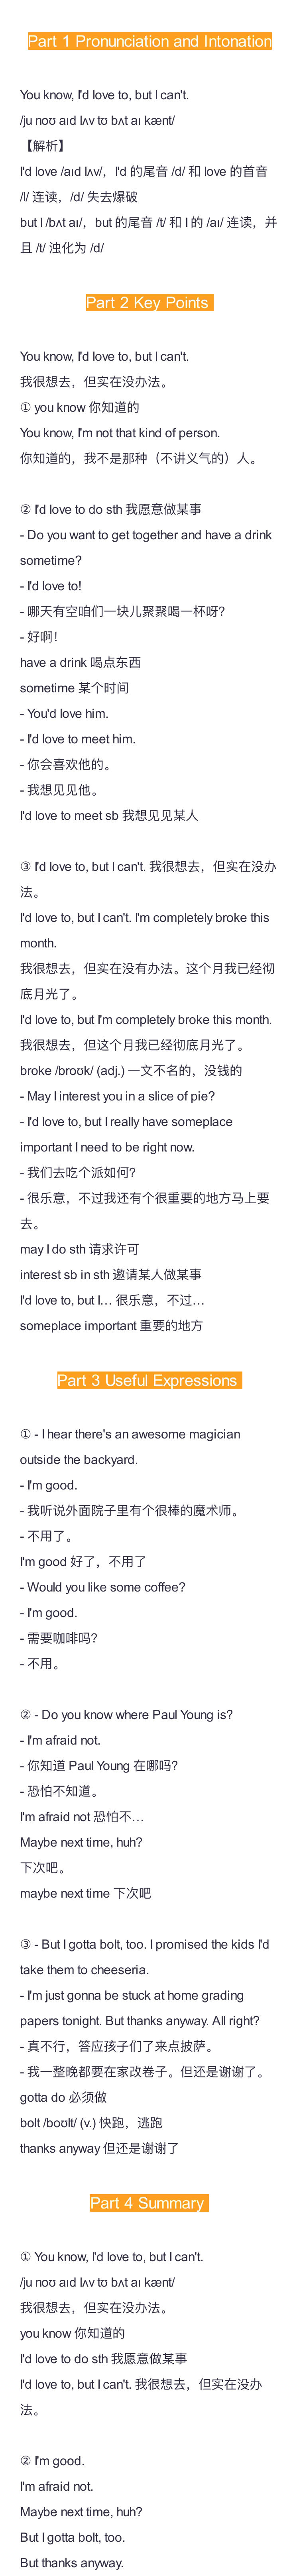 Part 1 Pronunciation and Intonation
You know, I'd love to, but I can't.
/ju noʊ aɪd lʌv tʊ bʌt aɪ kænt/
【解析】
I'd love /aɪd lʌv/，I'd 的尾音 /d/ 和 love 的首音
/l/ 连读，/d/ 失去爆破
but I /bʌt aɪ/，but 的尾音 /t/ 和 I 的 /aɪ/ 连读，并
且 /t/ 浊化为 /d/
Part 2 Key Points
You know, I'd love to, but I can't.
我很想去，但实在没办法。
① you know 你知道的
You know, I'm not that kind of person.
你知道的，我不是那种（不讲义气的）人。
② I'd love to do sth 我愿意做某事
- Do you want to get together and have a drink
sometime?
- I'd love to!
- 哪天有空咱们一块儿聚聚喝一杯呀?
- 好啊！
have a drink 喝点东西
sometime 某个时间
- You'd love him.
- I'd love to meet him.
- 你会喜欢他的。
- 我想见见他。
I'd love to meet sb 我想见见某人
③ I'd love to, but I can't. 我很想去，但实在没办
法。
I'd love to, but I can't. I'm completely broke this
month.
我很想去，但实在没有办法。这个月我已经彻
底月光了。
I'd love to, but I'm completely broke this month.
我很想去，但这个月我已经彻底月光了。
broke /broʊk/ (adj.) 一文不名的，没钱的
- May I interest you in a slice of pie?
- I'd love to, but I really have someplace
important I need to be right now.
- 我们去吃个派如何?
- 很乐意，不过我还有个很重要的地方马上要
去。
may I do sth 请求许可
interest sb in sth 邀请某人做某事
I'd love to, but I… 很乐意，不过…
someplace important 重要的地方
Part 3 Useful Expressions
① - I hear there's an awesome magician
outside the backyard.
- I'm good.
- 我听说外面院子里有个很棒的魔术师。
- 不用了。
I'm good 好了，不用了
- Would you like some coffee?
- I'm good.
- 需要咖啡吗?
- 不用。
② - Do you know where Paul Young is?
- I'm afraid not.
- 你知道 Paul Young 在哪吗?
- 恐怕不知道。
I'm afraid not 恐怕不…
Maybe next time, huh?
下次吧。
maybe next time 下次吧
③ - But I gotta bolt, too. I promised the kids I'd
take them to cheeseria.
- I'm just gonna be stuck at home grading
papers tonight. But thanks anyway. All right?
- 真不行，答应孩子们了来点披萨。
- 我一整晚都要在家改卷子。但还是谢谢了。
gotta do 必须做
bolt /boʊlt/ (v.) 快跑，逃跑
thanks anyway 但还是谢谢了
Part 4 Summary
① You know, I'd love to, but I can't.
/ju noʊ aɪd lʌv tʊ bʌt aɪ kænt/
我很想去，但实在没办法。
you know 你知道的
I'd love to do sth 我愿意做某事
I'd love to, but I can't. 我很想去，但实在没办
法。
② I'm good.
I'm afraid not.
Maybe next time, huh?
But I gotta bolt, too.
But thanks anyway.